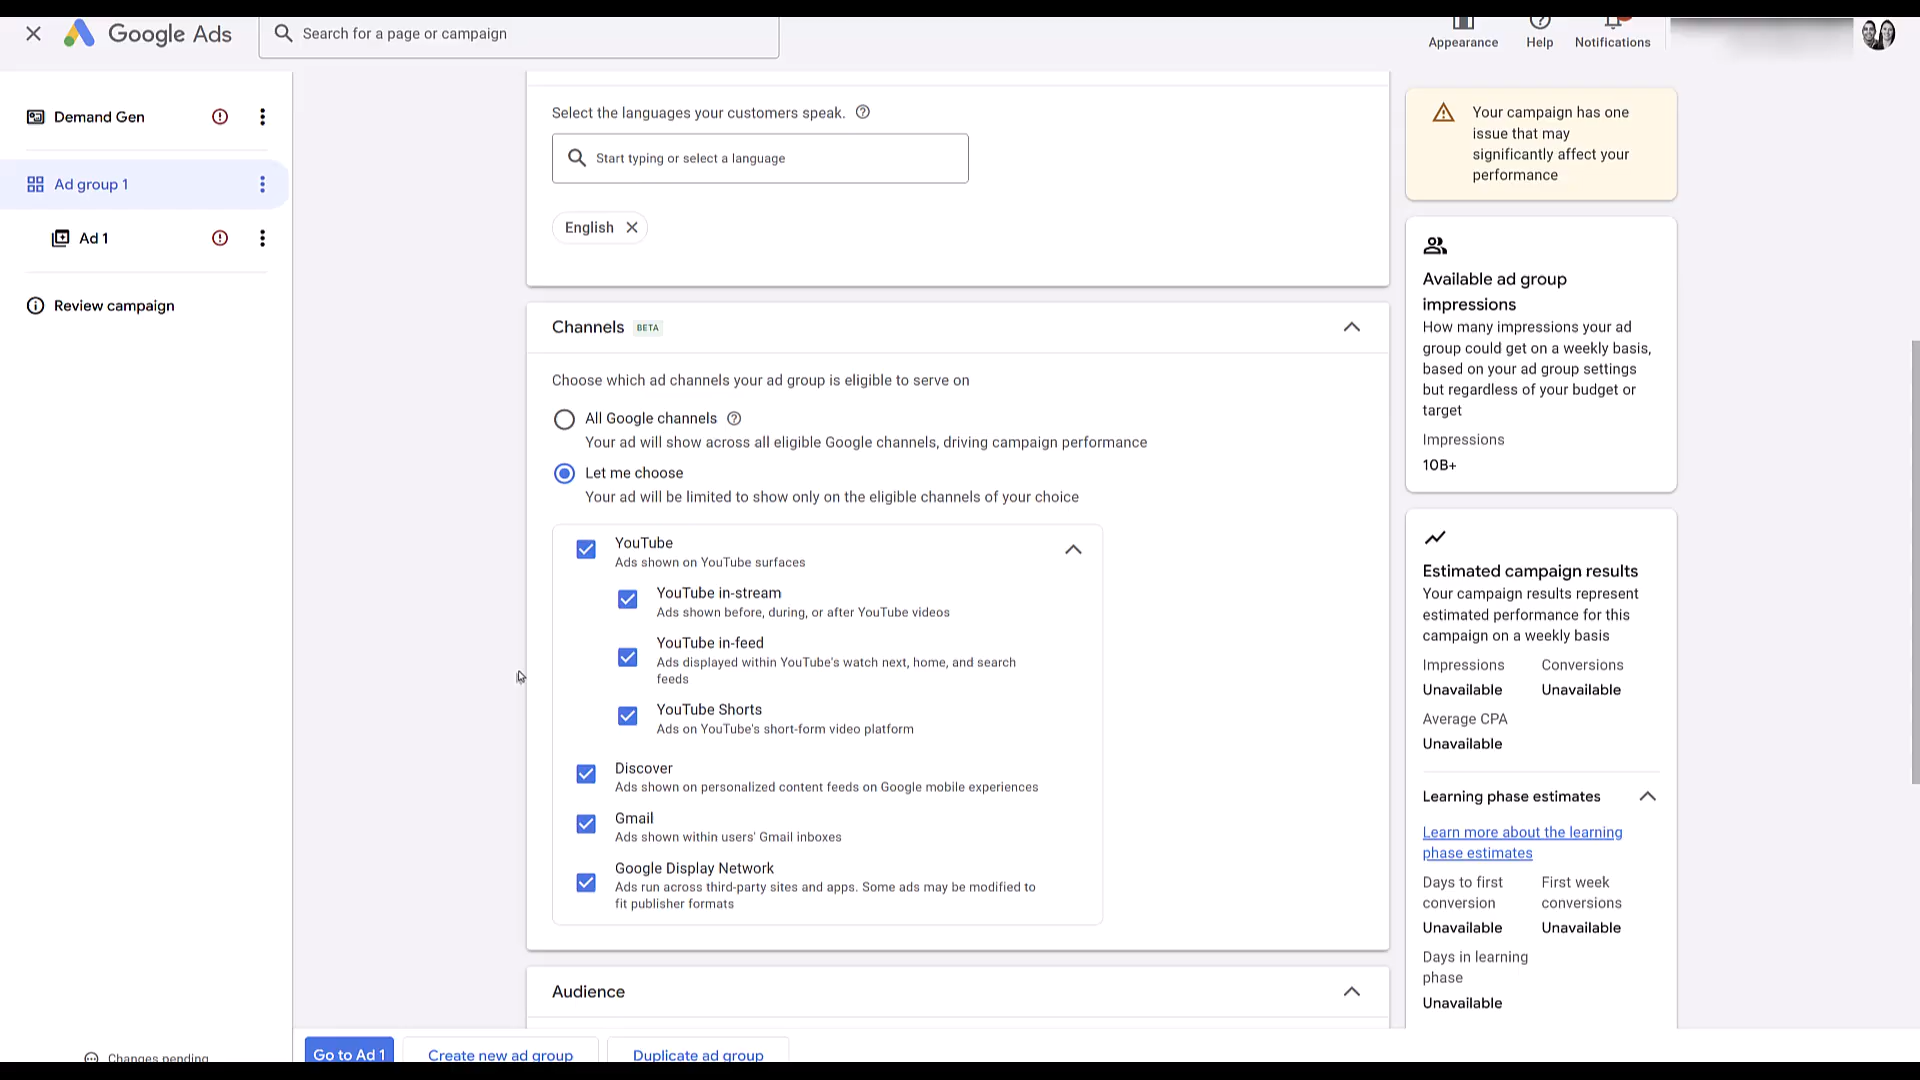 Google Ads
Search for a page or campaign
Appearance
Help
Notifications
Demand Gen
Ad group 1
Ad 1
Review campaign
Changes pending
Select the languages your customers speak.
Start typing or select a language
English
Channels BETA
Choose which ad channels your ad group is eligible to serve on
All Google channels
Your ad will show across all eligible Google channels, driving campaign performance
Let me choose
Your ad will be limited to show only on the eligible channels of your choice
YouTube
Ads shown on YouTube surfaces
YouTube in-stream
Ads shown before, during, or after YouTube videos
YouTube in-feed
Ads displayed within YouTube's watch next, home, and search
feeds
YouTube Shorts
Ads on YouTube's short-form video platform
Discover
Ads shown on personalized content feeds on Google mobile experiences
Gmail
Ads shown within users' Gmail inboxes
Google Display Network
Ads run across third-party sites and apps. Some ads may be modified to
fit publisher formats
Audience
Go to Ad 1
Create new ad group
Duplicate ad group
Your campaign has one
issue that may
significantly affect your
performance
Available ad group
impressions
How many impressions your ad
group could get on a weekly basis,
based on your ad group settings
but regardless of your budget or
target
Impressions
10B+
Estimated campaign results
Your campaign results represent
estimated performance for this
campaign on a weekly basis
Impressions Conversions
Unavailable Unavailable
Average CPA
Unavailable
Learning phase estimates
Learn more about the learning
phase estimates
Days to first First week
conversion conversions
Unavailable Unavailable
Days in learning
phase
Unavailable